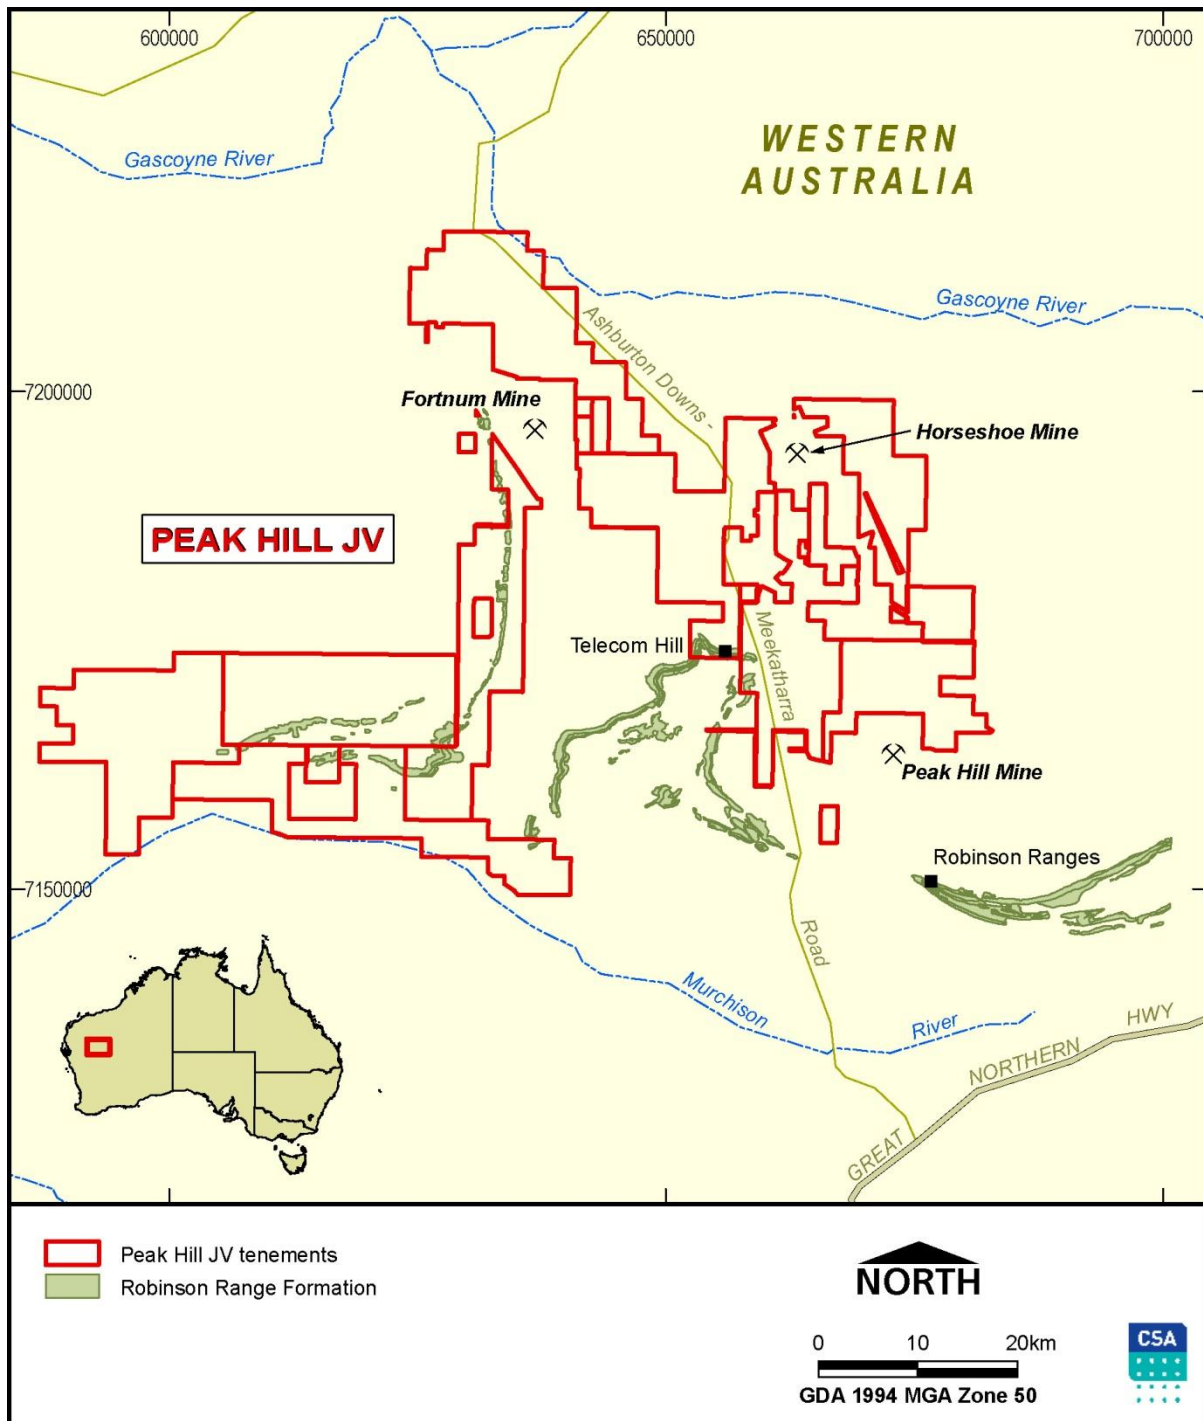 600000
650000
700000
WESTERN
AUSTRALIA
Gascoyne River
Gascoyne River
Ashburton Downs -
7200000
Fortnum Mine
Horseshoe Mine
PEAK HILL JV
Telecom Hill
Meekatharra
Peak Hill Mine
Robinson Ranges
7150000
Road
Murchison
River
GREAT
NORTHERN
HWY
Peak Hill JV tenements
Robinson Range Formation
NORTH
0 10 20km
GDA 1994 MGA Zone 50
CSA